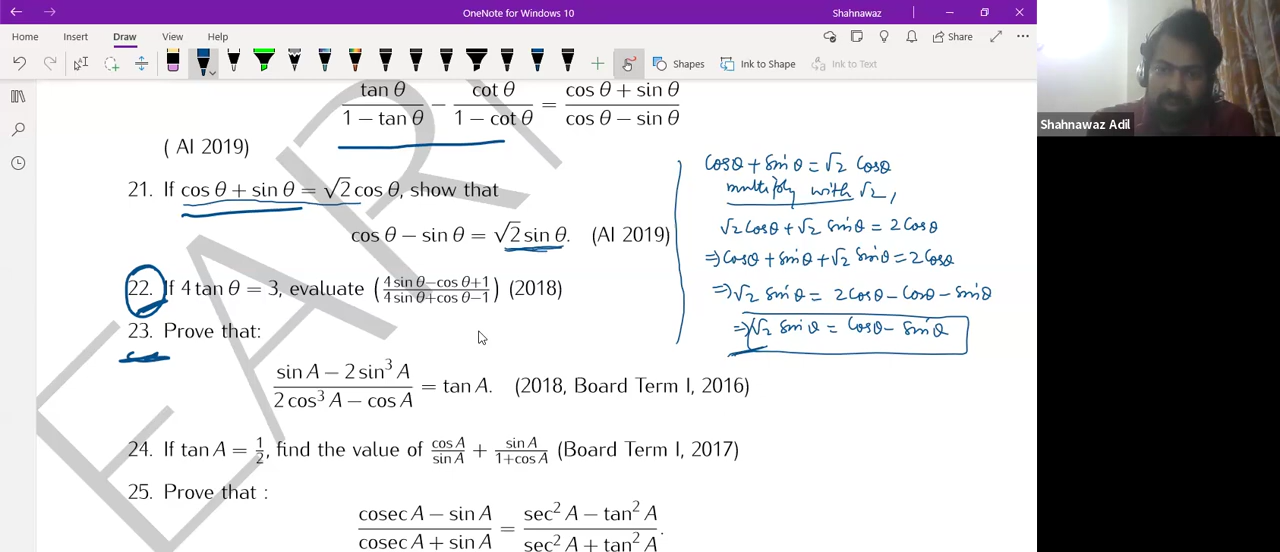 OneNote for Windows 10
Shahnawaz
Home Insert Draw View Help
Share
Shapes Ink to Shape Ink to Text
tan θ / 1 − tan θ − cot θ / 1 − cot θ = cos θ + sin θ / cos θ − sin θ
( AI 2019)
21. If cos θ + sin θ = √2 cos θ, show that
cos θ − sin θ = √2 sin θ. (AI 2019)
22. If 4 tan θ = 3, evaluate (4 sin θ−cos θ+1 / 4 sin θ+cos θ−1) (2018)
23. Prove that:
sin A − 2 sin³ A / 2 cos³ A − cos A = tan A. (2018, Board Term I, 2016)
24. If tan A = 1/2, find the value of cos A / sin A + sin A / 1+cos A (Board Term I, 2017)
25. Prove that :
cosec A − sin A / cosec A + sin A = sec² A − tan² A / sec² A + tan² A.
Cosθ + Sinθ = √2 Cosθ
multiply with √2,
√2 Cosθ + √2 Sinθ = 2 Cosθ
⇒ Cosθ + Sinθ + √2 Sinθ = 2 Cosθ
⇒ √2 Sinθ = 2Cosθ − Cosθ − Sinθ
⇒ √2 Sinθ = Cosθ − Sinθ
EARN
Shahnawaz Adil